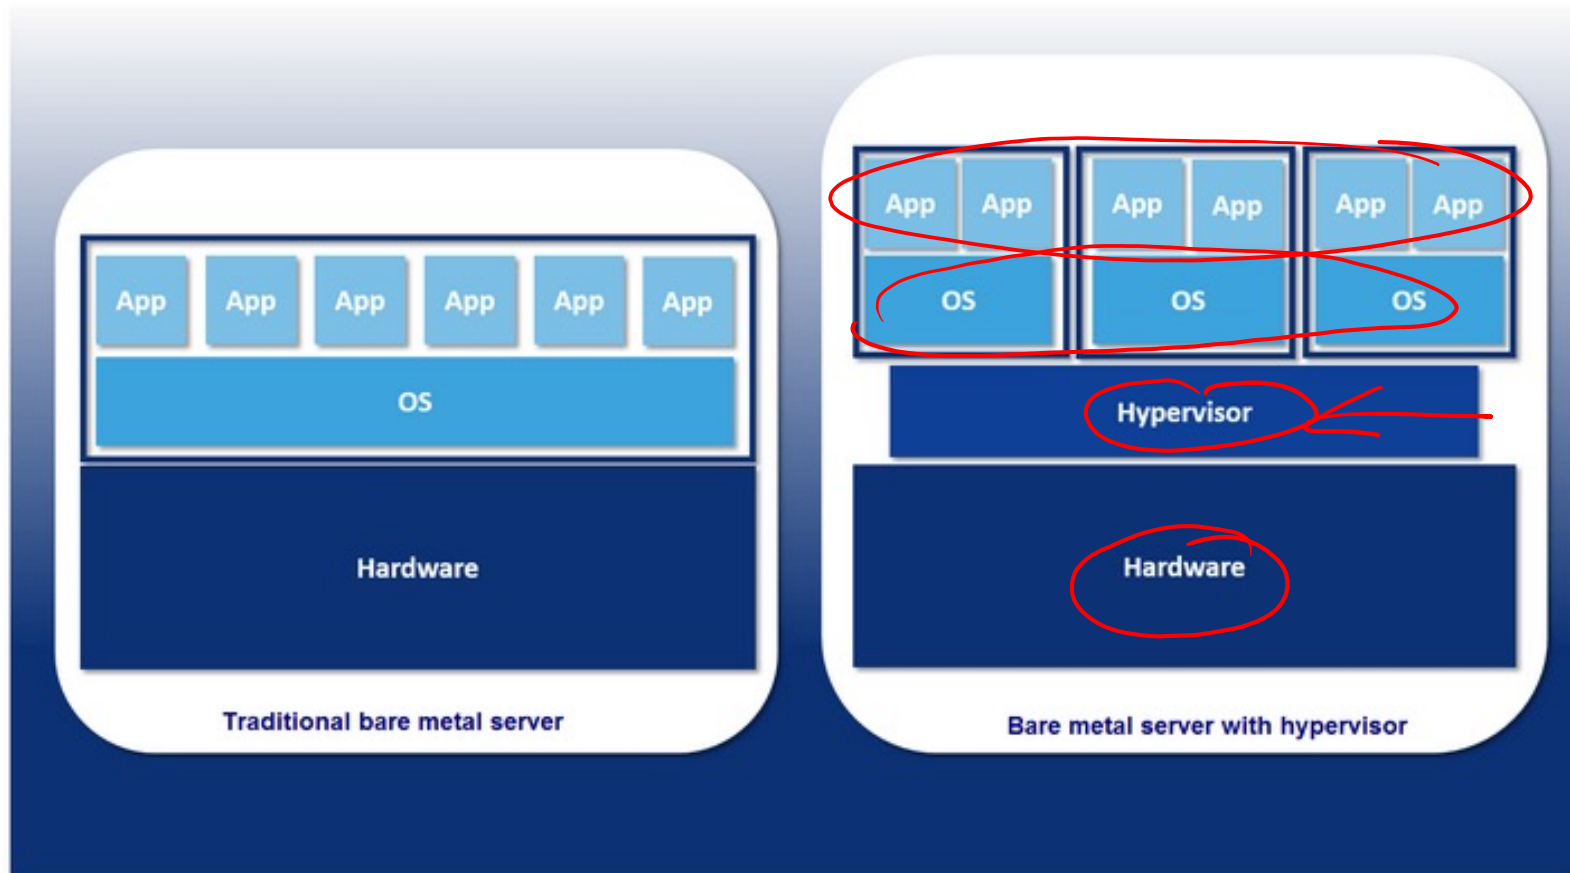 App App App App App App
OS
Hardware
Traditional bare metal server
App App App App App App
OS OS OS
Hypervisor
Hardware
Bare metal server with hypervisor